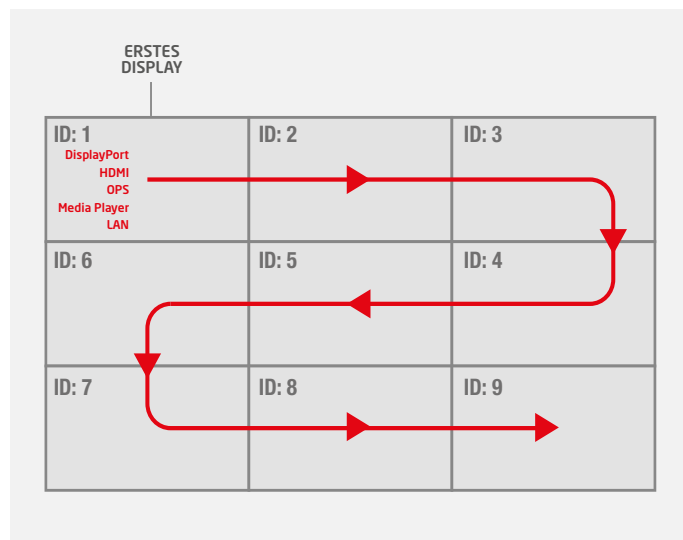 ERSTES
DISPLAY
ID: 1
DisplayPort
HDMI
OPS
Media Player
LAN
ID: 2
ID: 3
ID: 6
ID: 5
ID: 4
ID: 7
ID: 8
ID: 9